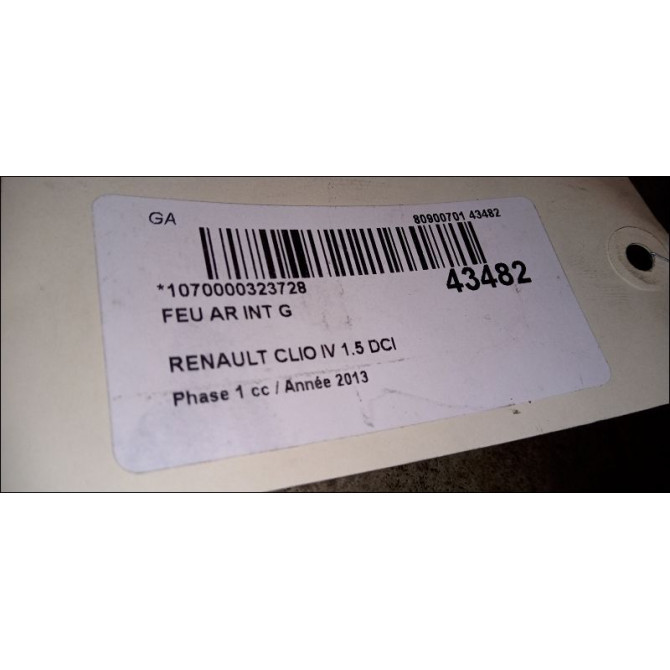 GA 80900701 43482
*1070000323728 43482
FEU AR INT G
RENAULT CLIO IV 1.5 DCI
Phase 1 cc / Année 2013